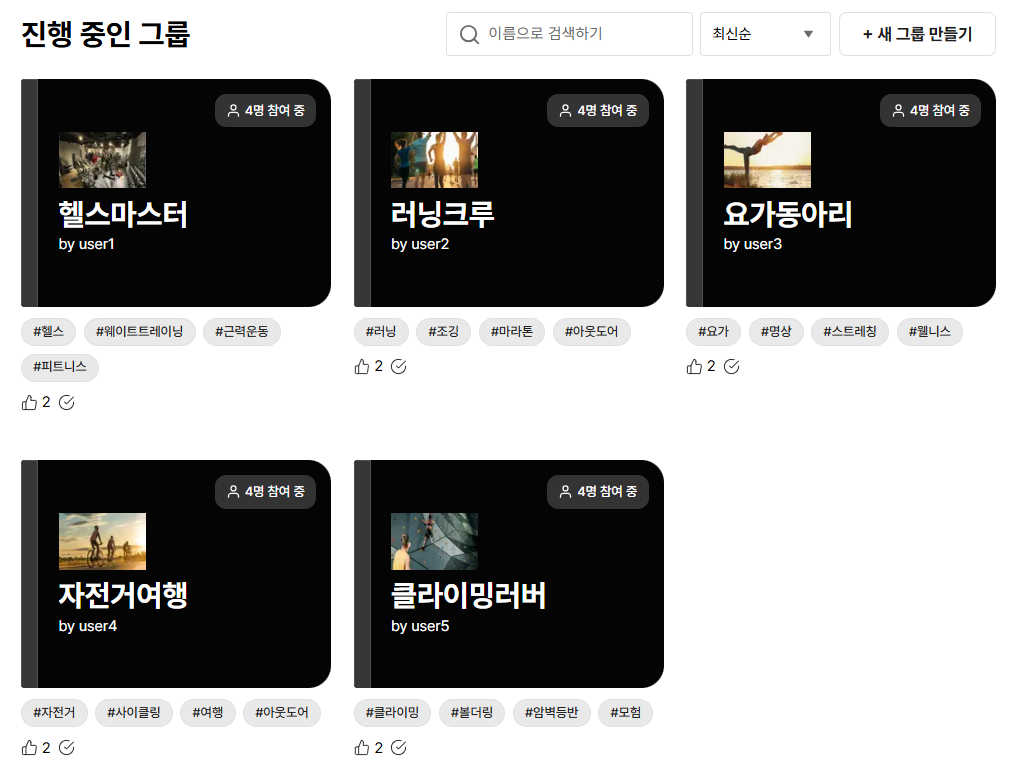 진행 중인 그룹
이름으로 검색하기
최신순
+ 새 그룹 만들기
4명 참여 중
헬스마스터
by user1
#헬스 #웨이트트레이닝 #근력운동
#피트니스
2
4명 참여 중
러닝크루
by user2
#러닝 #조깅 #마라톤 #아웃도어
2
4명 참여 중
요가동아리
by user3
#요가 #명상 #스트레칭 #웰니스
2
4명 참여 중
자전거여행
by user4
#자전거 #사이클링 #여행 #아웃도어
2
4명 참여 중
클라이밍러버
by user5
#클라이밍 #볼더링 #암벽등반 #모험
2